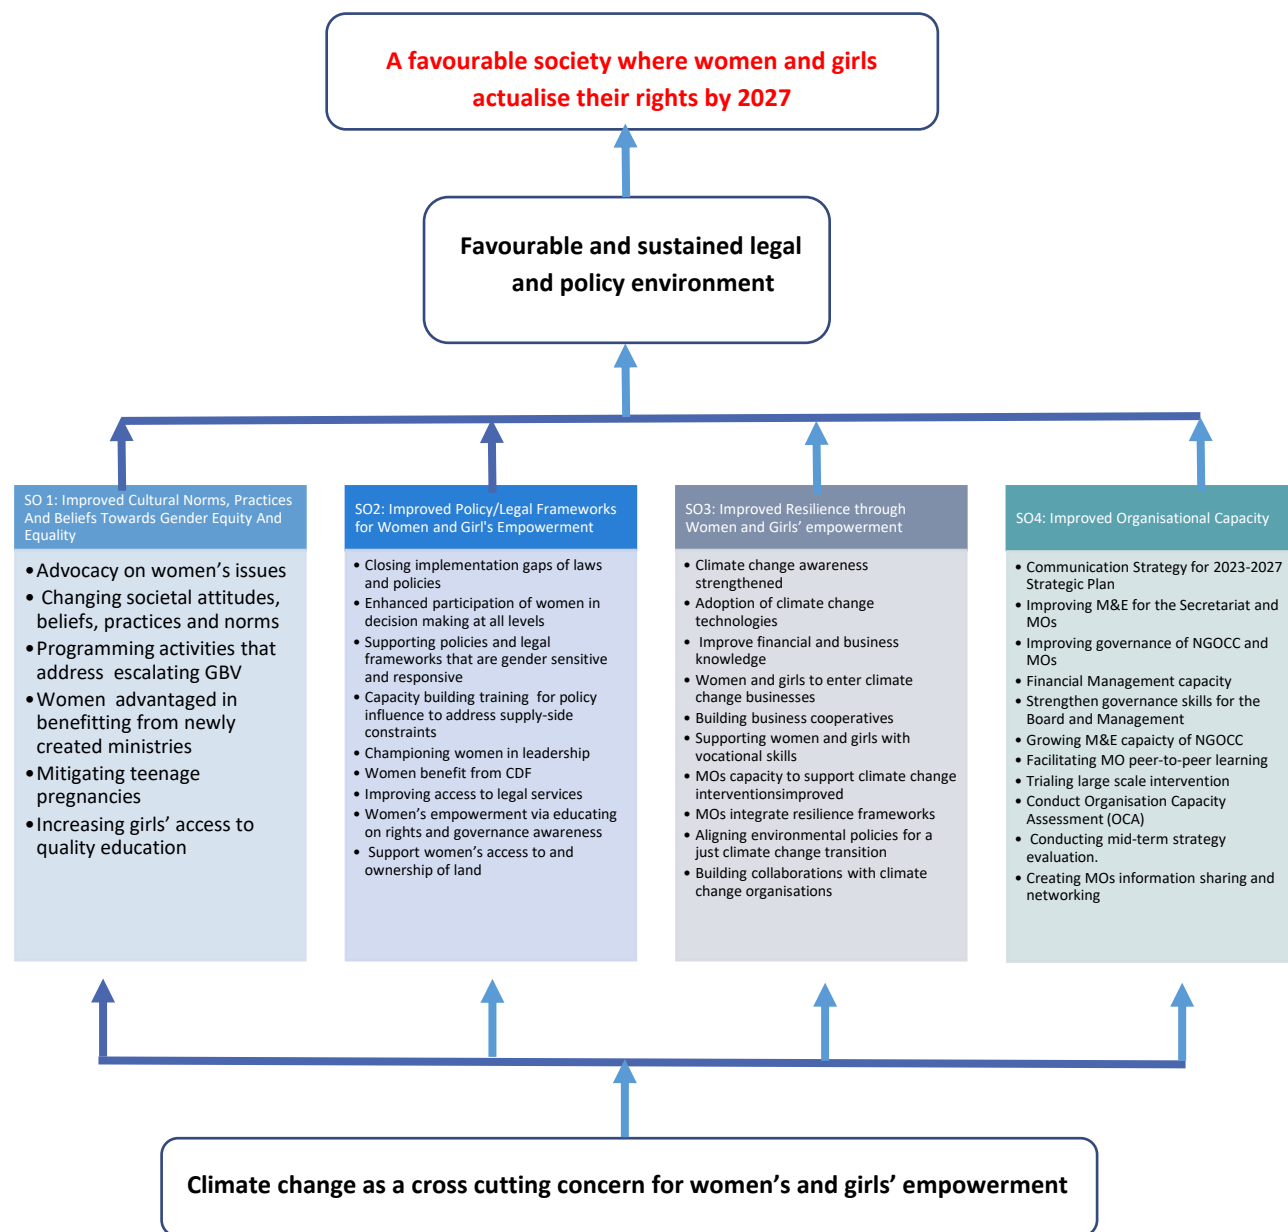 A favourable society where women and girls
actualise their rights by 2027
Favourable and sustained legal
and policy environment
SO 1: Improved Cultural Norms, Practices
And Beliefs Towards Gender Equity And
Equality
• Advocacy on women’s issues
• Changing societal attitudes,
beliefs, practices and norms
• Programming activities that
address escalating GBV
• Women advantaged in
benefitting from newly
created ministries
• Mitigating teenage
pregnancies
• Increasing girls’ access to
quality education
SO2: Improved Policy/Legal Frameworks
for Women and Girl's Empowerment
• Closing implementation gaps of laws
and policies
• Enhanced participation of women in
decision making at all levels
• Supporting policies and legal
frameworks that are gender sensitive
and responsive
• Capacity building training for policy
influence to address supply-side
constraints
• Championing women in leadership
• Women benefit from CDF
• Improving access to legal services
• Women’s empowerment via educating
on rights and governance awareness
• Support women’s access to and
ownership of land
SO3: Improved Resilience through
Women and Girls’ empowerment
• Climate change awareness
strengthened
• Adoption of climate change
technologies
• Improve financial and business
knowledge
• Women and girls to enter climate
change businesses
• Building business cooperatives
• Supporting women and girls with
vocational skills
• MOs capacity to support climate change
interventionsimproved
• MOs integrate resilience frameworks
• Aligning environmental policies for a
just climate change transition
• Building collaborations with climate
change organisations
SO4: Improved Organisational Capacity
• Communication Strategy for 2023-2027
Strategic Plan
• Improving M&E for the Secretariat and
MOs
• Improving governance of NGOCC and
MOs
• Financial Management capacity
• Strengthen governance skills for the
Board and Management
• Growing M&E capaicty of NGOCC
• Facilitating MO peer-to-peer learning
• Trialing large scale intervention
• Conduct Organisation Capacity
Assessment (OCA)
• Conducting mid-term strategy
evaluation.
• Creating MOs information sharing and
networking
Climate change as a cross cutting concern for women’s and girls’ empowerment